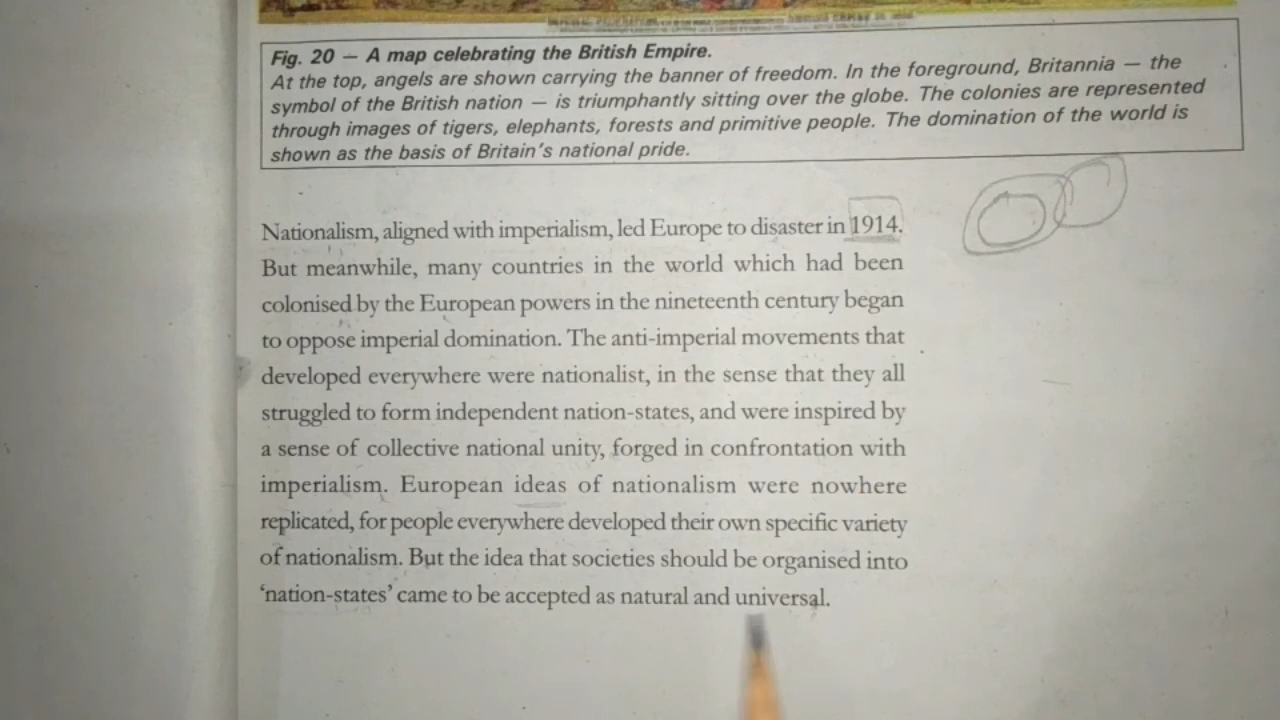 Fig. 20 — A map celebrating the British Empire.
At the top, angels are shown carrying the banner of freedom. In the foreground, Britannia — the
symbol of the British nation — is triumphantly sitting over the globe. The colonies are represented
through images of tigers, elephants, forests and primitive people. The domination of the world is
shown as the basis of Britain's national pride.
Nationalism, aligned with imperialism, led Europe to disaster in 1914.
But meanwhile, many countries in the world which had been
colonised by the European powers in the nineteenth century began
to oppose imperial domination. The anti-imperial movements that
developed everywhere were nationalist, in the sense that they all
struggled to form independent nation-states, and were inspired by
a sense of collective national unity, forged in confrontation with
imperialism. European ideas of nationalism were nowhere
replicated, for people everywhere developed their own specific variety
of nationalism. But the idea that societies should be organised into
‘nation-states’ came to be accepted as natural and universal.